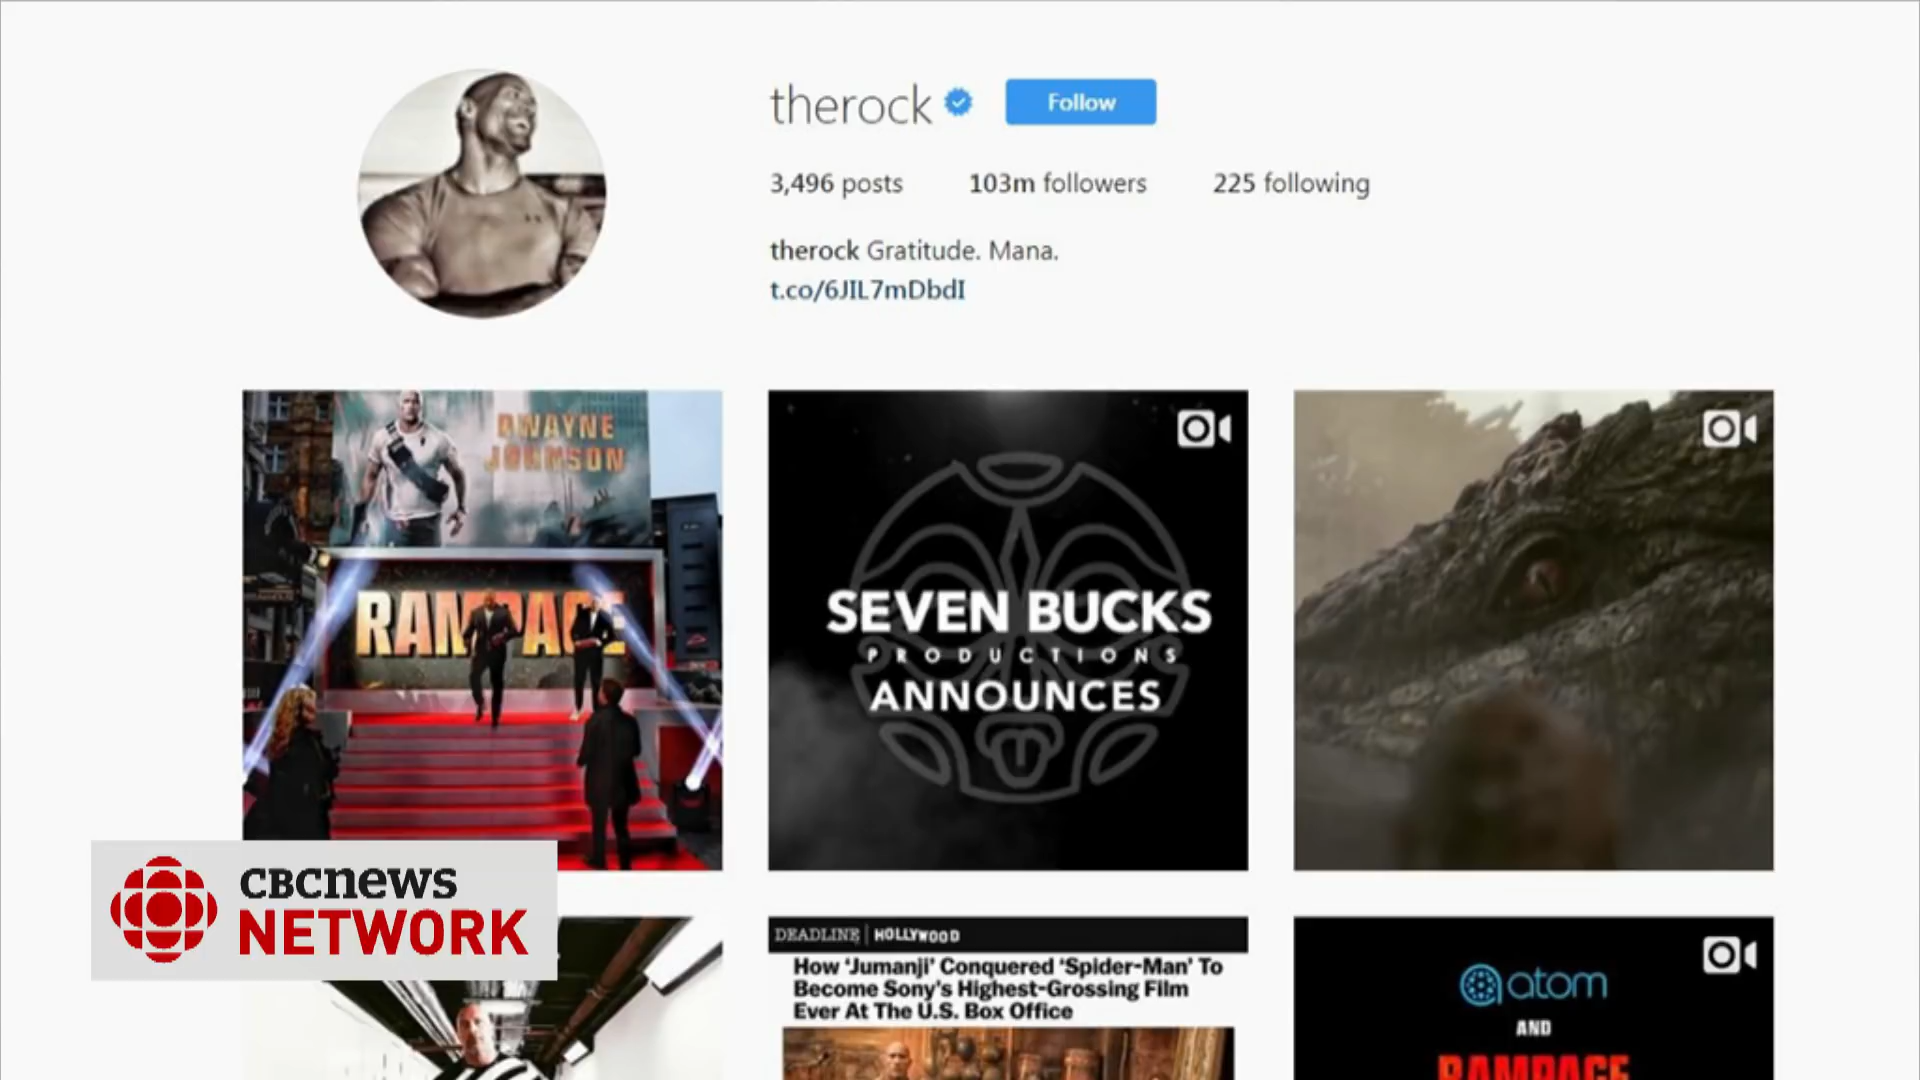 therock
Follow
3,496 posts
103m followers
225 following
therock Gratitude. Mana.
t.co/6JIL7mDbdI
DWAYNE
JOHNSON
RAMPAGE
SEVEN BUCKS
PRODUCTIONS
ANNOUNCES
CBCnews
NETWORK
DEADLINE HOLLYWOOD
How 'Jumanji' Conquered 'Spider-Man' To
Become Sony's Highest-Grossing Film
Ever At The U.S. Box Office
atom
AND
RAMPAGE